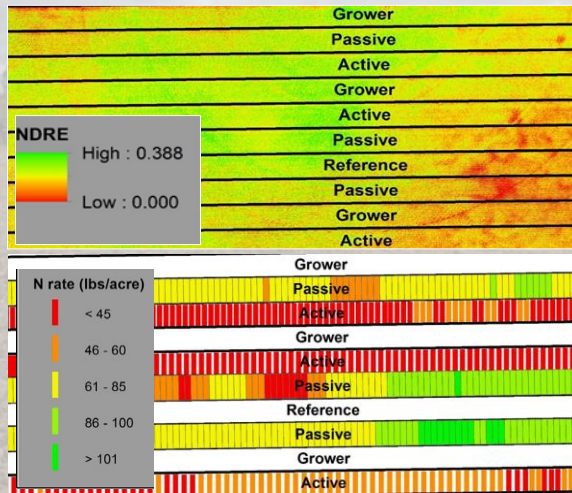 Grower
Passive
Active
Grower
Active
Passive
Reference
Passive
Grower
Active
NDRE
High : 0.388
Low : 0.000
Grower
Passive
Active
Grower
Active
Passive
Reference
Passive
Grower
Active
N rate (lbs/acre)
< 45
46 - 60
61 - 85
86 - 100
> 101